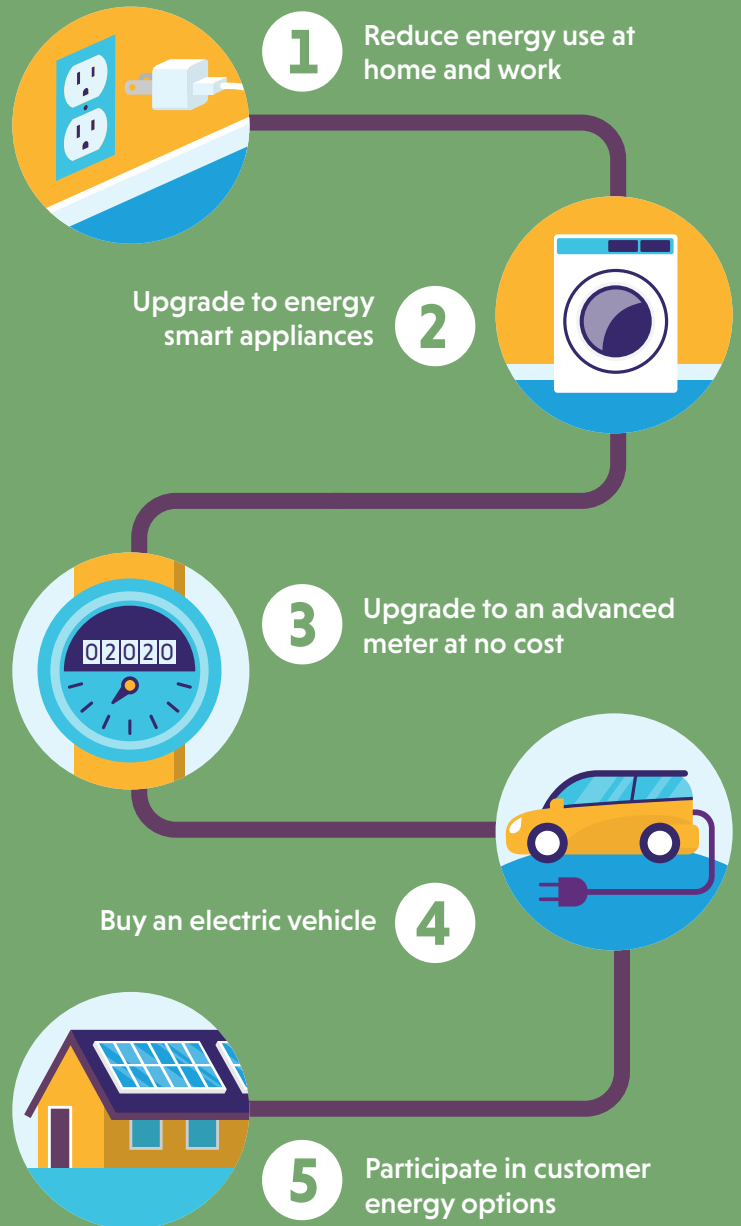 1
Reduce energy use at
home and work
Upgrade to energy
smart appliances
2
02020
3
Upgrade to an advanced
meter at no cost
Buy an electric vehicle
4
5
Participate in customer
energy options